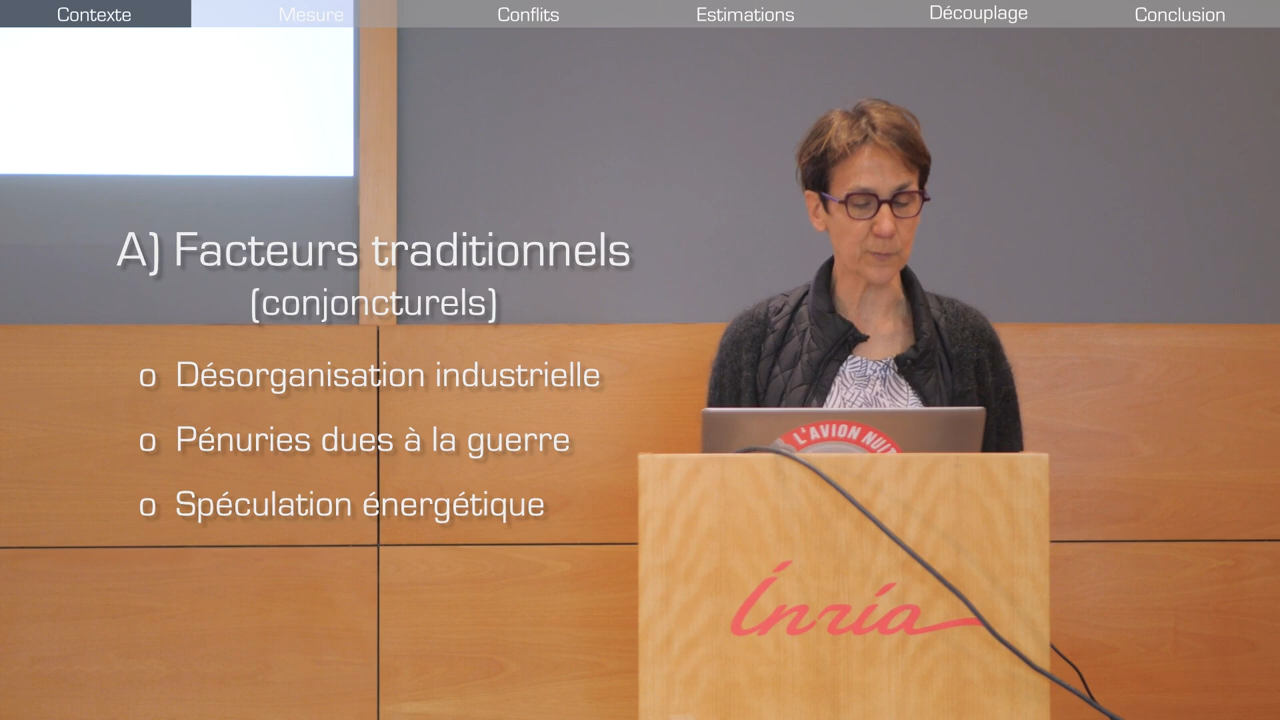 Contexte
Mesure
Conflits
Estimations
Découplage
Conclusion
A) Facteurs traditionnels
(conjoncturels)
o Désorganisation industrielle
o Pénuries dues à la guerre
o Spéculation énergétique
L'AVION NUIT
Inria